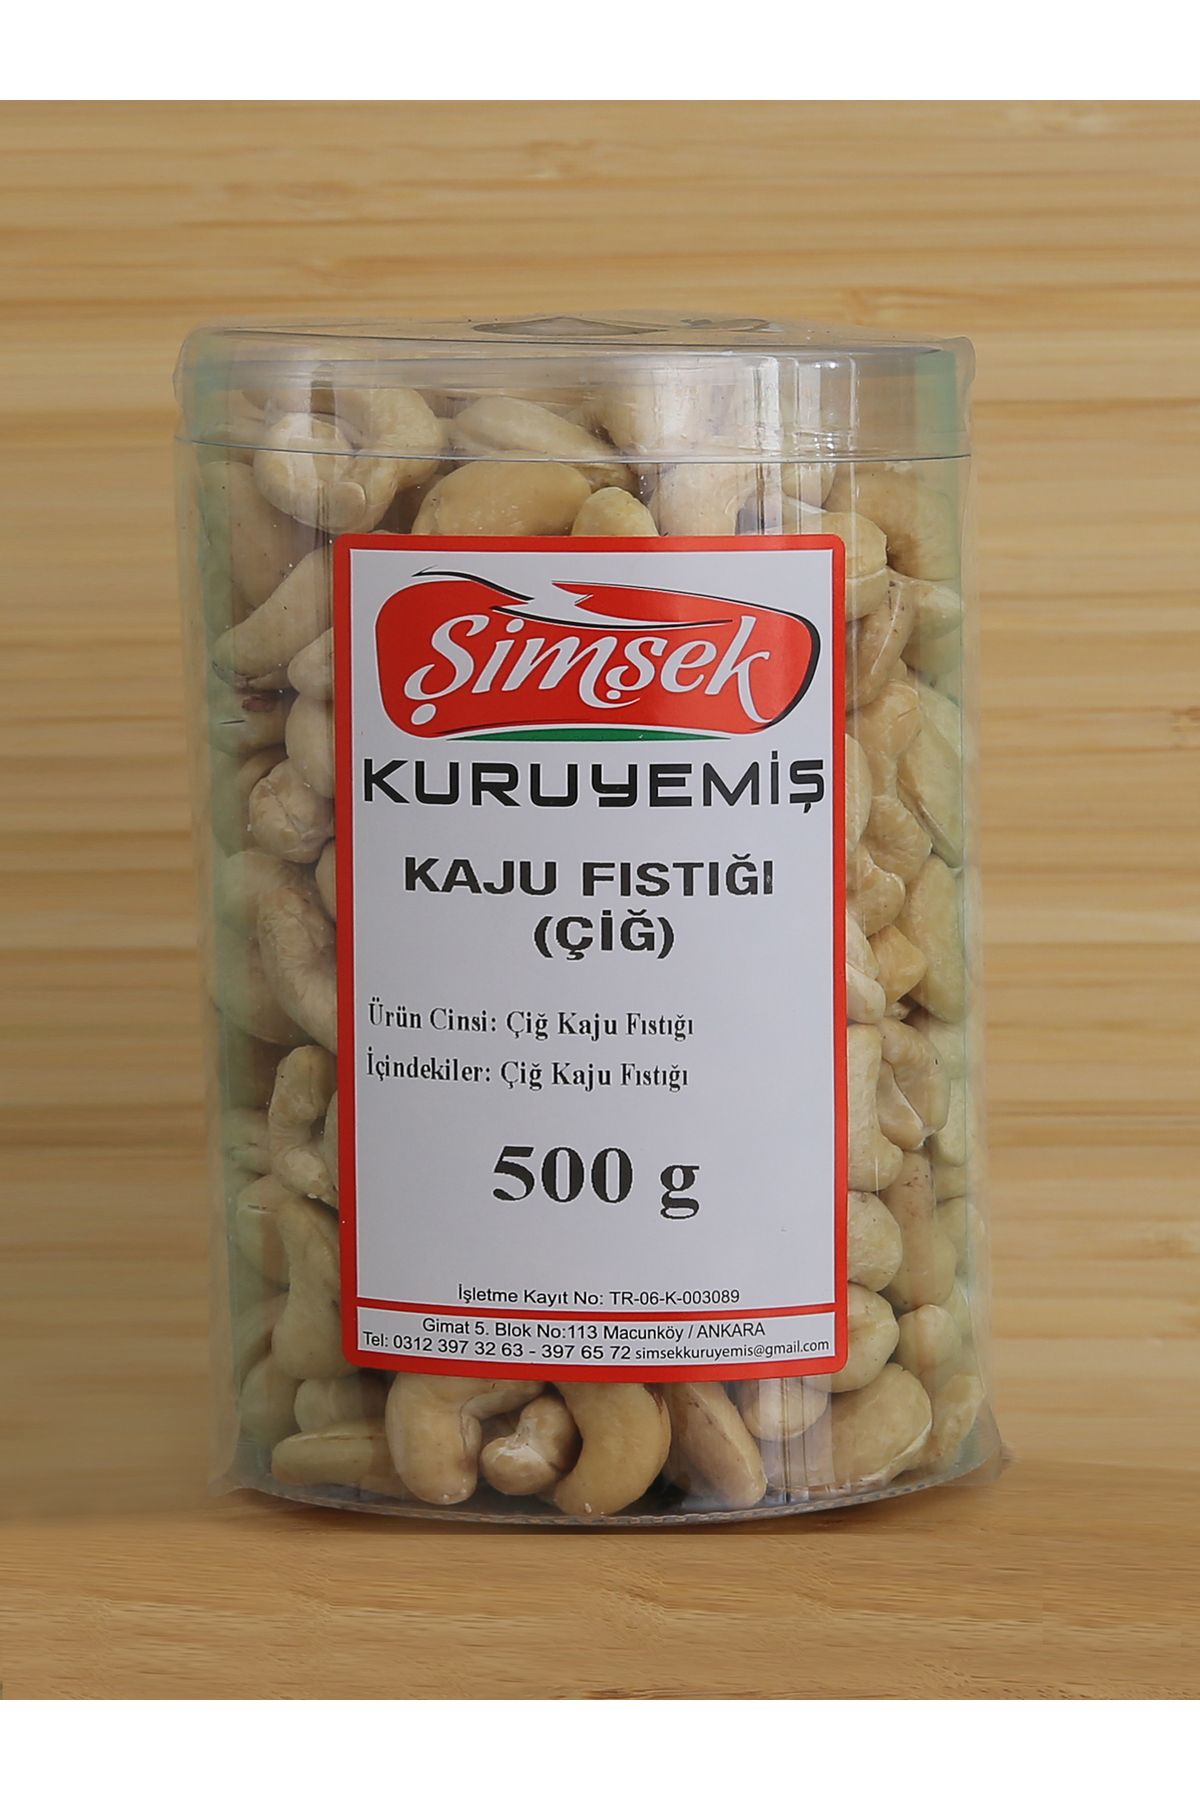 Şimşek
KURUYEMİŞ
KAJU FISTIĞI
(ÇİĞ)
Ürün Cinsi: Çiğ Kaju Fıstığı
İçindekiler: Çiğ Kaju Fıstığı
500 g
İşletme Kayıt No: TR-06-K-003089
Gimat 5. Blok No:113 Macunköy / ANKARA
Tel: 0312 397 32 63 - 397 65 72 simsekkuruyemis@gmail.com